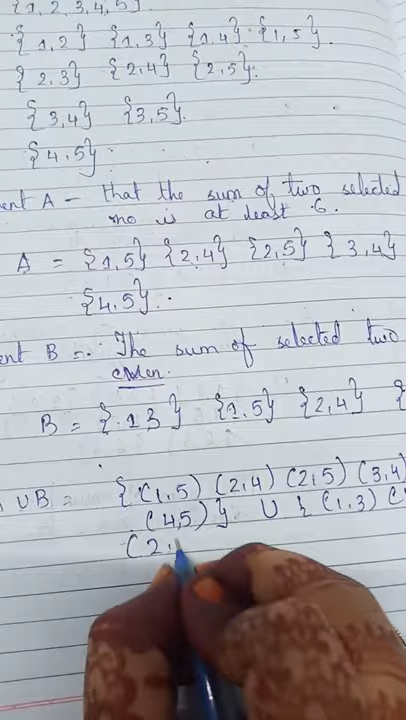 {1, 2, 3, 4, 5}.
{1, 2} {1, 3} {1, 4} {1, 5}.
{2, 3} {2, 4} {2, 5}.
{3, 4} {3, 5}.
{4, 5}.
ent A - that the sum of two selected
no is at least 6.
A = {1, 5} {2, 4} {2, 5} {3, 4}
{4, 5}.
ent B =. The sum of selected two
even.
B = {1 3} {1, 5} {2, 4} {
UB = {(1, 5) (2, 4) (2, 5) (3, 4)
(4,5)}. U {(1, 3) (
(2,